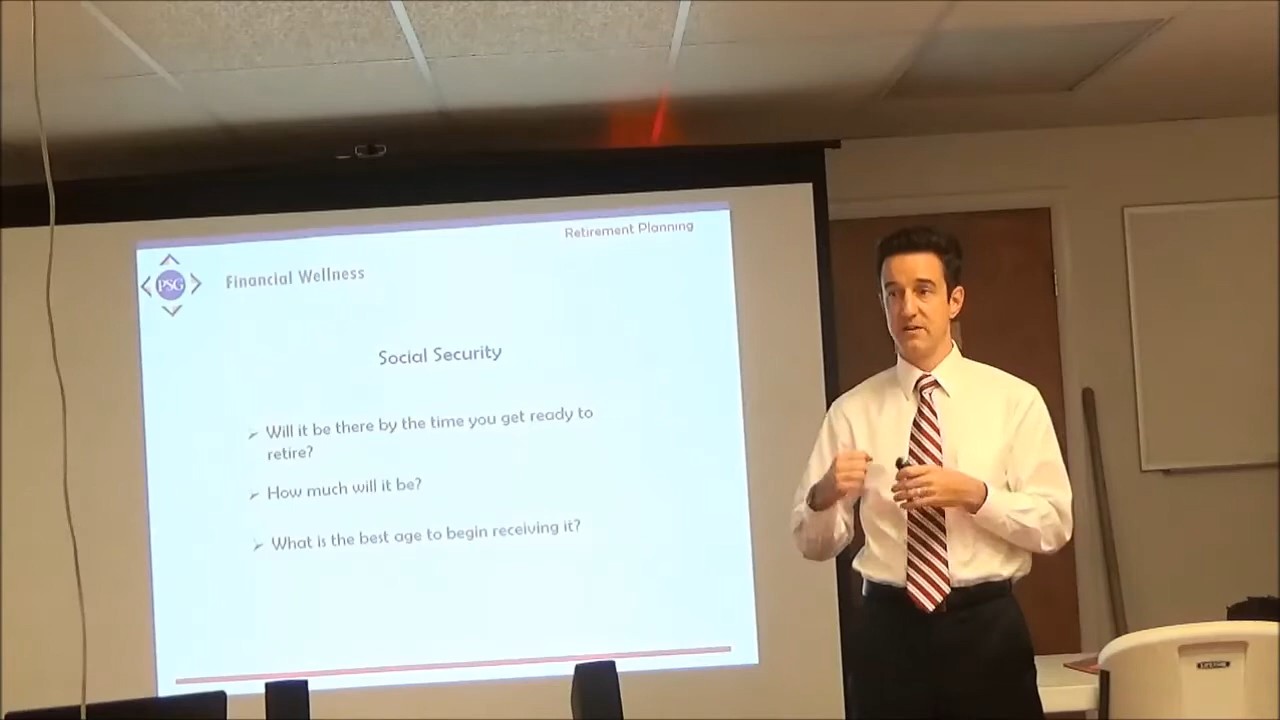 Retirement Planning
PSG
Financial Wellness
Social Security
Will it be there by the time you get ready to
retire?
How much will it be?
What is the best age to begin receiving it?
LIFETIME